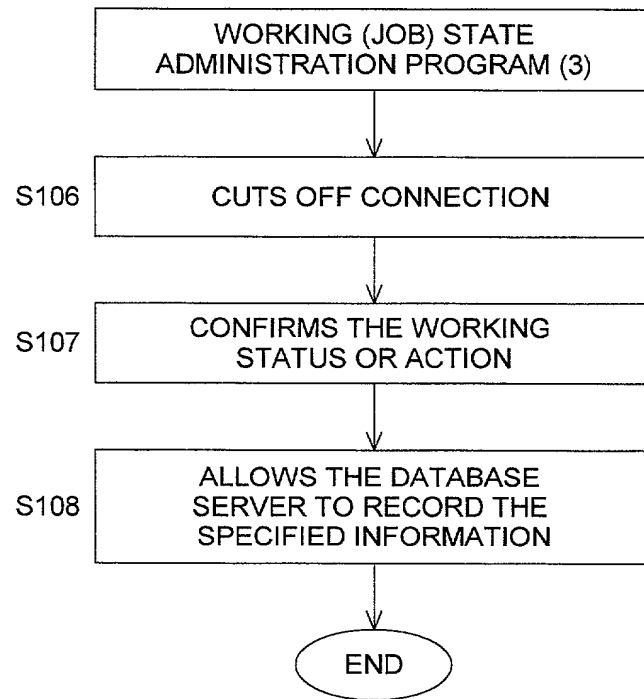 WORKING (JOB) STATE
ADMINISTRATION PROGRAM (3)
S106
CUTS OFF CONNECTION
S107
CONFIRMS THE WORKING
STATUS OR ACTION
S108
ALLOWS THE DATABASE
SERVER TO RECORD THE
SPECIFIED INFORMATION
END